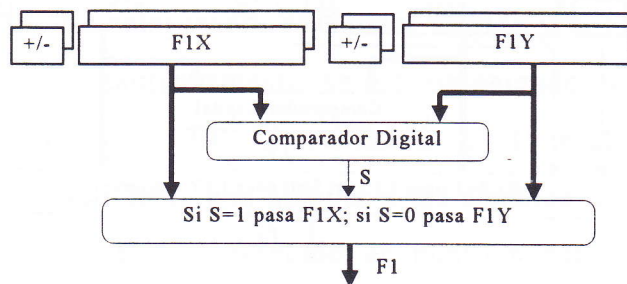 +/- F1X +/- F1Y
Comparador Digital
S
Si S=1 pasa F1X; si S=0 pasa F1Y
F1